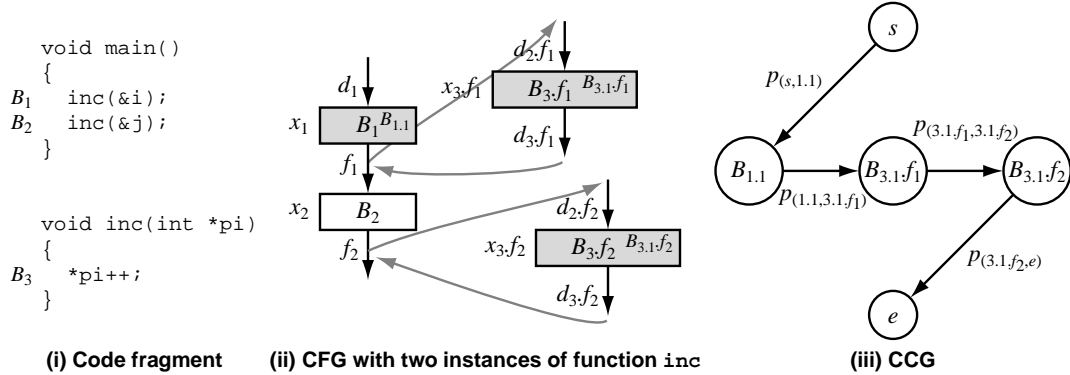 void main()
{
B1 inc(&i);
B2 inc(&j);
}
void inc(int *pi)
{
B3 *pi++;
}
(i) Code fragment
d1
x1
B1 B1.1
f1
x2
B2
f2
d2.f1
x3.f1
B3.f1 B3.1.f1
d3.f1
d2.f2
x3.f2
B3.f2 B3.1.f2
d3.f2
(ii) CFG with two instances of function inc
s
p(s,1.1)
B1.1
p(1.1,3.1.f1)
B3.1.f1
p(3.1.f1,3.1.f2)
B3.1.f2
p(3.1.f2,e)
e
(iii) CCG